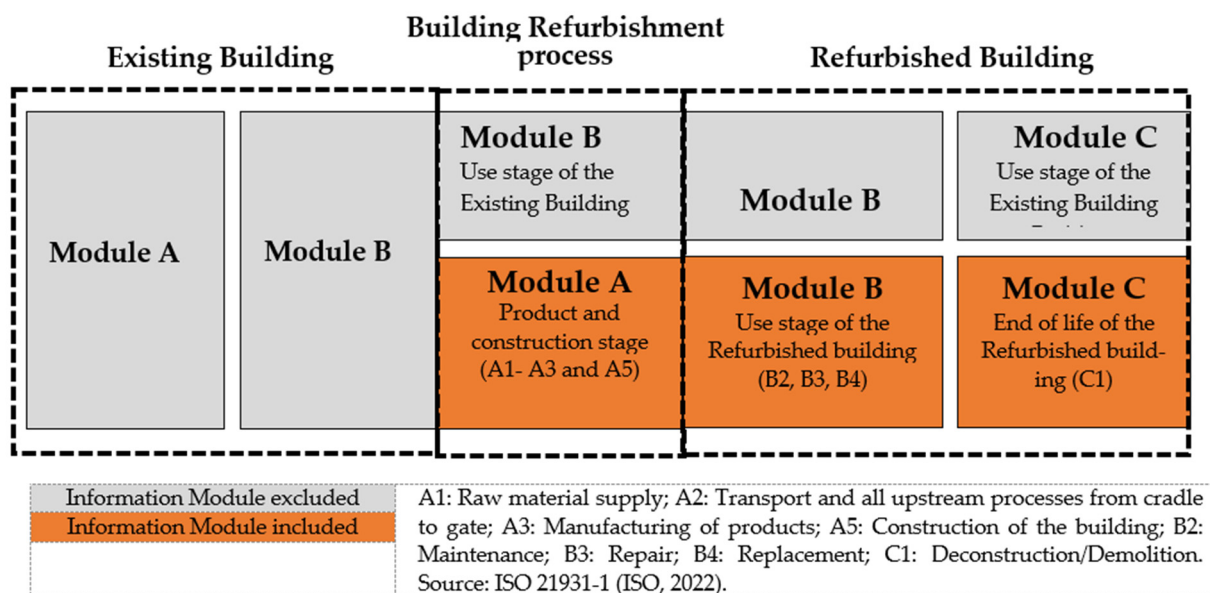 Existing Building
Building Refurbishment
process
Refurbished Building
Module A
Module B
Module B
Use stage of the
Existing Building
Module A
Product and
construction stage
(A1- A3 and A5)
Module B
Module B
Use stage of the
Refurbished building
(B2, B3, B4)
Module C
Use stage of the
Existing Building
Module C
End of life of the
Refurbished build-
ing (C1)
Information Module excluded
Information Module included
A1: Raw material supply; A2: Transport and all upstream processes from cradle
to gate; A3: Manufacturing of products; A5: Construction of the building; B2:
Maintenance; B3: Repair; B4: Replacement; C1: Deconstruction/Demolition.
Source: ISO 21931-1 (ISO, 2022).